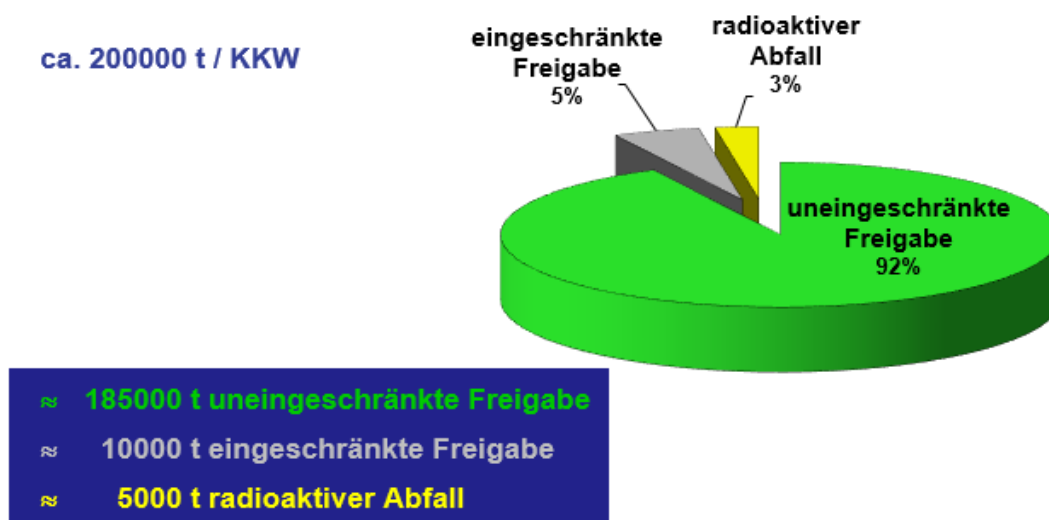 ca. 200000 t / KKW
eingeschränkte
Freigabe
5%
radioaktiver
Abfall
3%
uneingeschränkte
Freigabe
92%
≈ 185000 t uneingeschränkte Freigabe
≈ 10000 t eingeschränkte Freigabe
≈ 5000 t radioaktiver Abfall